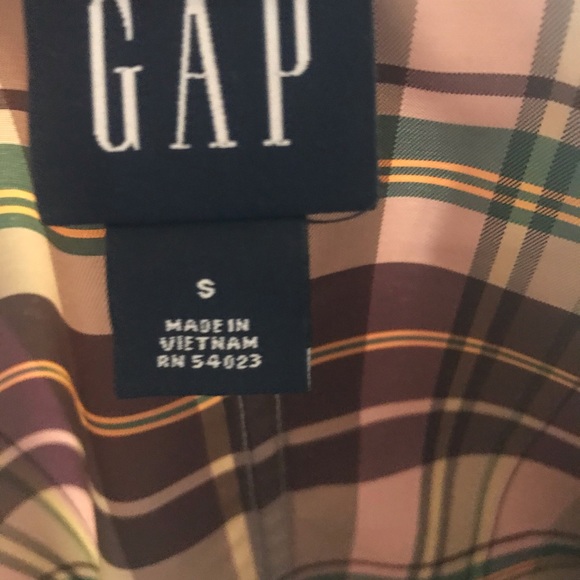 GAP
S
MADE IN
VIETNAM
RN 54023